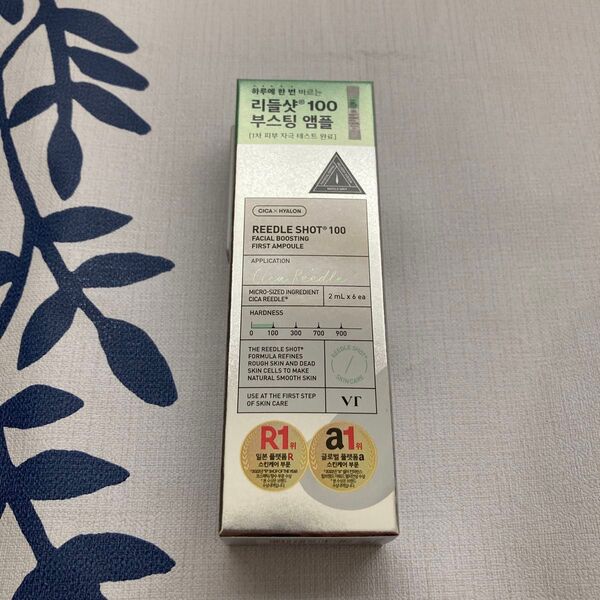 하루에 한 번 바르는
리들샷® 100
부스팅 앰플
[1차 피부 자극 테스트 완료]
REEDLE SHOT
CICA × HYALON
REEDLE SHOT® 100
FACIAL BOOSTING
FIRST AMPOULE
APPLICATION
Cica Reedle
MICRO-SIZED INGREDIENT
CICA REEDLE®
2 mL x 6 ea
HARDNESS
0 100 300 700 900
THE REEDLE SHOT®
FORMULA REFINES
ROUGH SKIN AND DEAD
SKIN CELLS TO MAKE
NATURAL SMOOTH SKIN
REEDLE SHOT®
SKINCARE
USE AT THE FIRST STEP
OF SKIN CARE
VT
R1위
일본 플랫폼 R
스킨케어 부문
a1위
글로벌 플랫폼 a
스킨케어 부문